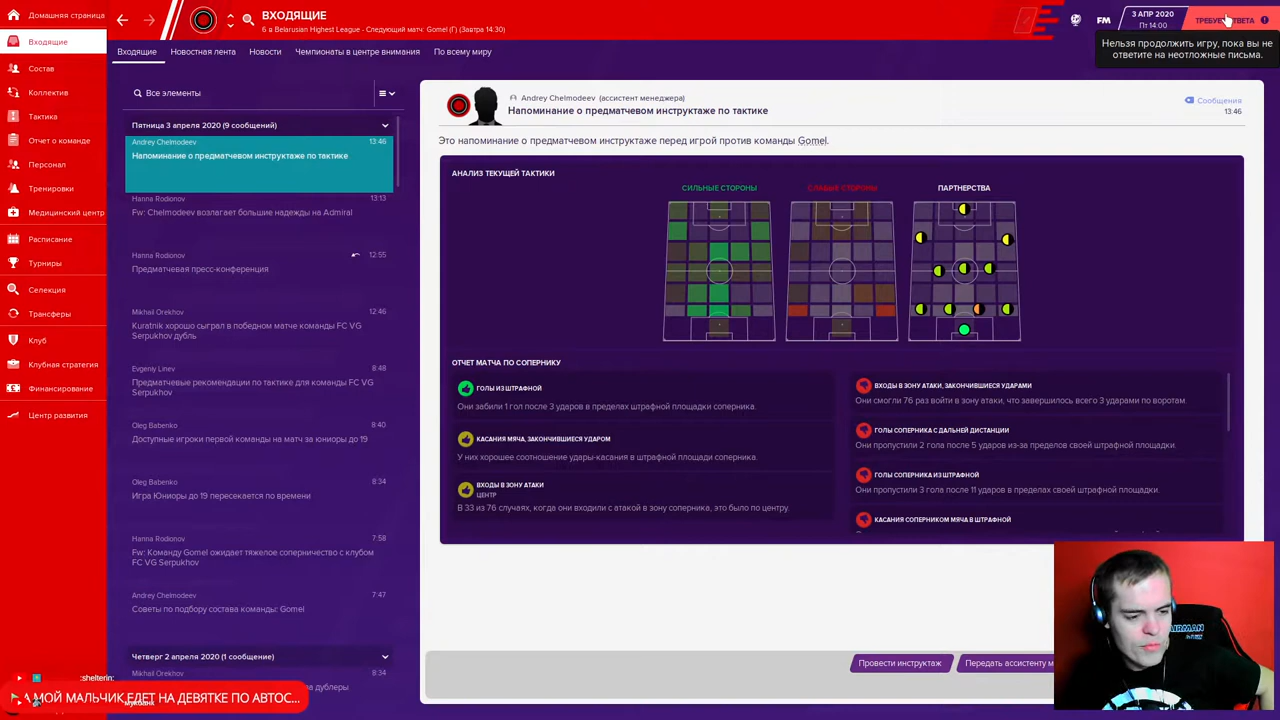 Домашняя страница
Входящие
Состав
Коллектив
Тактика
Отчет о команде
Персонал
Тренировки
Медицинский центр
Расписание
Турниры
Селекция
Трансферы
Клуб
Клубная стратегия
Финансирование
Центр развития
ВХОДЯЩИЕ
6 в Belarusian Highest League - Следующий матч: Gomel (Г) (Завтра 14:30)
FM
3 АПР 2020
Пт 14:00
Нельзя продолжить игру, пока вы не
ответите на неотложные письма.
Входящие
Новостная лента
Новости
Чемпионаты в центре внимания
По всему миру
Все элементы
Пятница 3 апреля 2020 (9 сообщений)
Andrey Chelmodeev 13:46
Напоминание о предматчевом инструктаже по тактике
Hanna Rodionov 13:13
Fw: Chelmodeev возлагает большие надежды на Admiral
Hanna Rodionov 12:55
Предматчевая пресс-конференция
Mikhail Orekhov 12:46
Kuratnik хорошо сыграл в победном матче команды FC VG
Serpukhov дубль
Evgeniy Linev 8:48
Предматчевые рекомендации по тактике для команды FC VG
Serpukhov
Oleg Babenko 8:40
Доступные игроки первой команды на матч за юниоры до 19
Oleg Babenko 8:34
Игра Юниоры до 19 пересекается по времени
Hanna Rodionov 7:58
Fw: Команду Gomel ожидает тяжелое соперничество с клубом
FC VG Serpukhov
Andrey Chelmodeev 7:47
Советы по подбору состава команды: Gomel
Четверг 2 апреля 2020 (1 сообщение)
Mikhail Orekhov 8:34
дублеры
Andrey Chelmodeev (ассистент менеджера)
Напоминание о предматчевом инструктаже по тактике
Сообщения
13:46
Это напоминание о предматчевом инструктаже перед игрой против команды Gomel.
АНАЛИЗ ТЕКУЩЕЙ ТАКТИКИ
СИЛЬНЫЕ СТОРОНЫ
СЛАБЫЕ СТОРОНЫ
ПАРТНЕРСТВА
ОТЧЕТ МАТЧА ПО СОПЕРНИКУ
ГОЛЫ ИЗ ШТРАФНОЙ
Они забили 1 гол после 3 ударов в пределах штрафной площадки соперника.
КАСАНИЯ МЯЧА, ЗАКОНЧИВШИЕСЯ УДАРОМ
У них хорошее соотношение удары-касания в штрафной площади соперника.
ВХОДЫ В ЗОНУ АТАКИ
ЦЕНТР
В 33 из 76 случаях, когда они входили с атакой в зону соперника, это было по центру.
ВХОДЫ В ЗОНУ АТАКИ, ЗАКОНЧИВШИЕСЯ УДАРАМИ
Они смогли 76 раз войти в зону атаки, что завершилось всего 3 ударами по воротам
ГОЛЫ СОПЕРНИКА С ДАЛЬНЕЙ ДИСТАНЦИИ
Они пропустили 2 гола после 5 ударов из-за пределов своей штрафной площадки.
ГОЛЫ СОПЕРНИКА ИЗ ШТРАФНОЙ
Они пропустили 3 гола после 11 ударов в пределах своей штрафной площадки.
КАСАНИЯ СОПЕРНИКОМ МЯЧА В ШТРАФНОЙ
Провести инструктаж
Передать ассистенту
:shelterin:
А МОЙ МАЛЬЧИК ЕДЕТ НА ДЕВЯТКЕ ПО АВТОС...